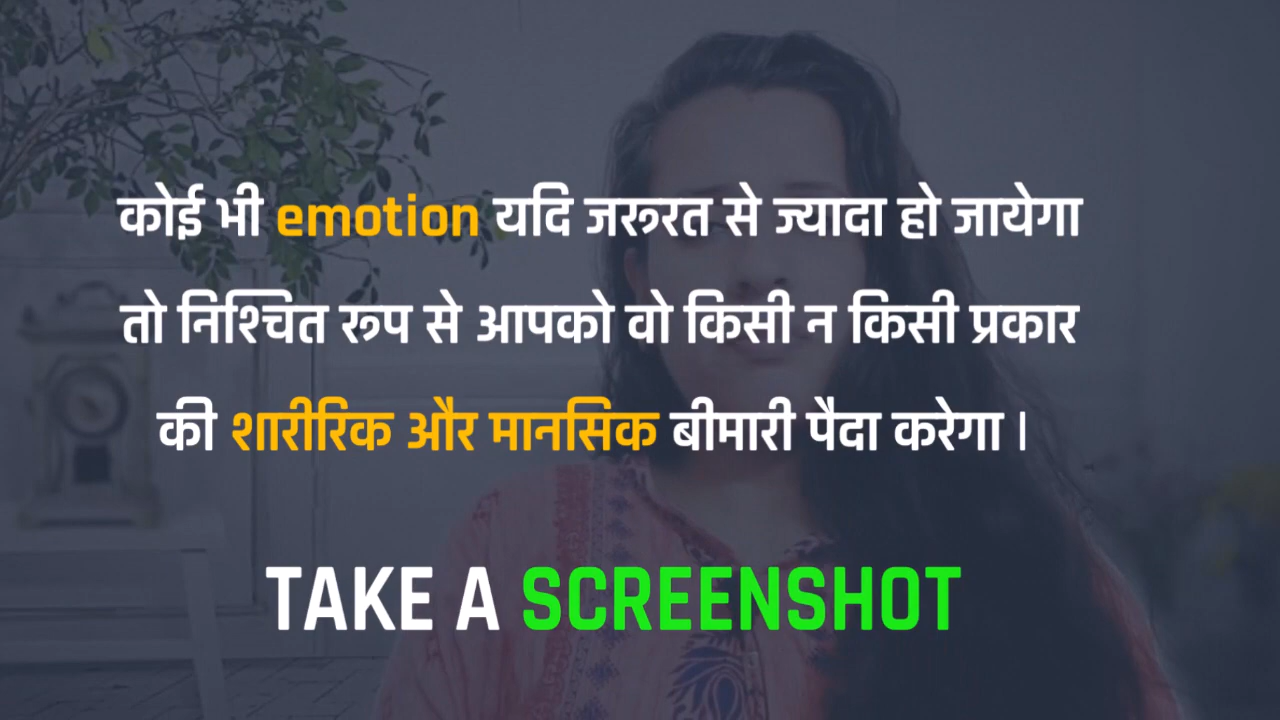 कोई भी emotion यदि जरूरत से ज्यादा हो जायेगा
तो निश्चित रूप से आपको वो किसी न किसी प्रकार
की शारीरिक और मानसिक बीमारी पैदा करेगा ।
TAKE A SCREENSHOT